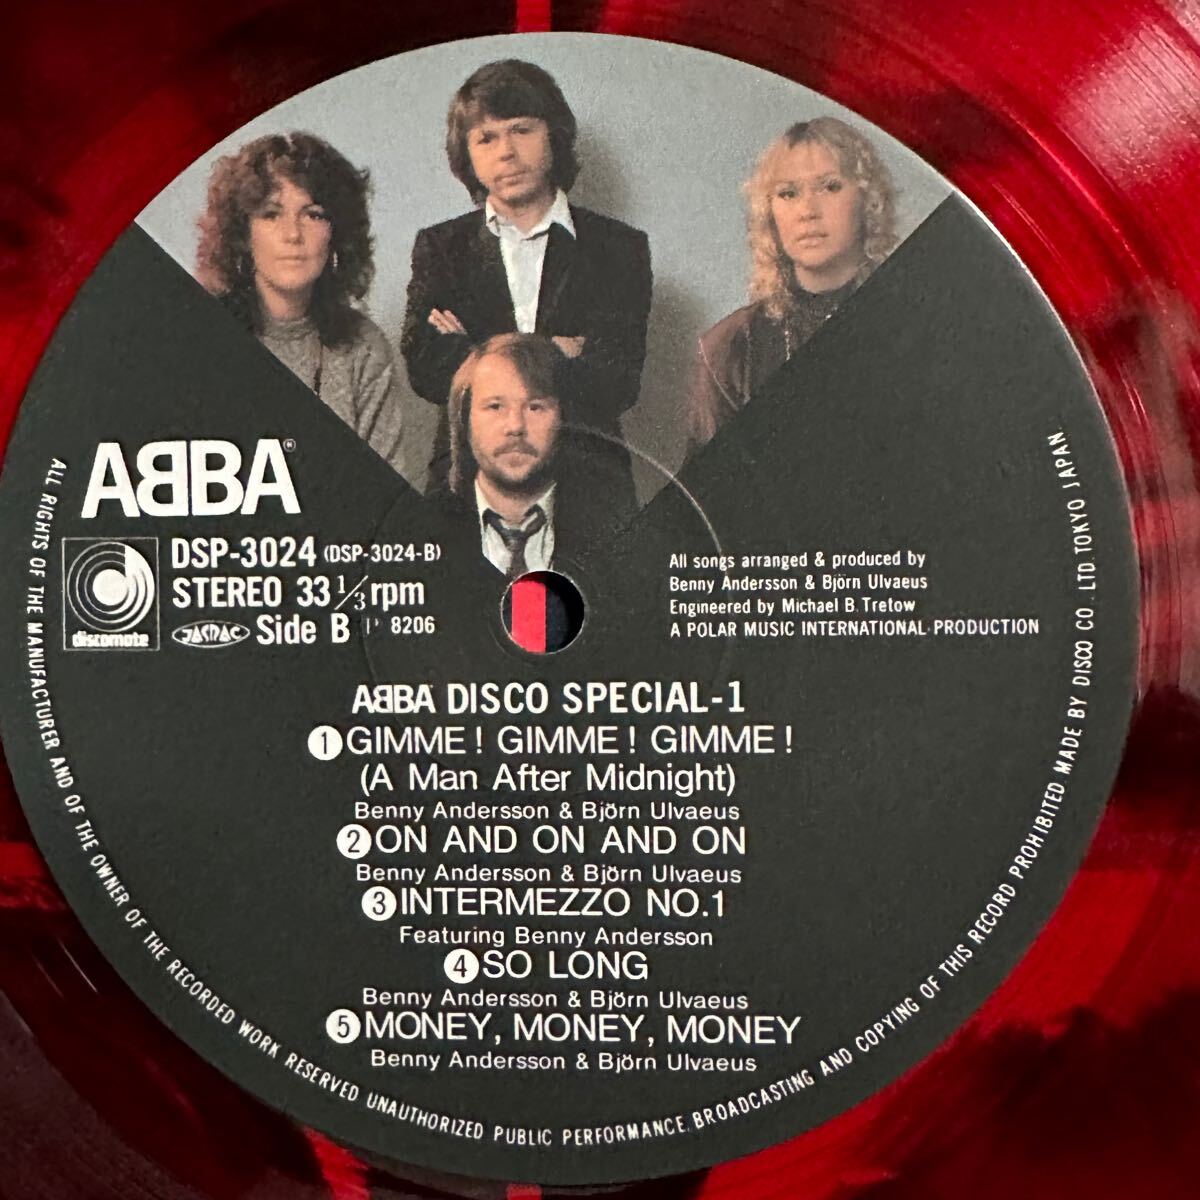 ABBA®
DSP-3024 (DSP-3024-B)
STEREO 33 1/3 rpm
discomate
JASRAC Side B Ⓟ 8206
All songs arranged & produced by
Benny Andersson & Björn Ulvaeus
Engineered by Michael B. Tretow
A POLAR MUSIC INTERNATIONAL PRODUCTION
ABBA DISCO SPECIAL-1
1 GIMME! GIMME! GIMME!
(A Man After Midnight)
Benny Andersson & Björn Ulvaeus
2 ON AND ON AND ON
Benny Andersson & Björn Ulvaeus
3 INTERMEZZO NO.1
Featuring Benny Andersson
4 SO LONG
Benny Andersson & Björn Ulvaeus
5 MONEY, MONEY, MONEY
Benny Andersson & Björn Ulvaeus
ALL RIGHTS OF THE MANUFACTURER AND OF THE OWNER OF THE RECORDED WORK RESERVED UNAUTHORIZED PUBLIC PERFORMANCE. BROADCASTING AND COPYING OF THIS RECORD PROHIBITED MADE BY DISCO CO. LTD. TOKYO JAPAN.